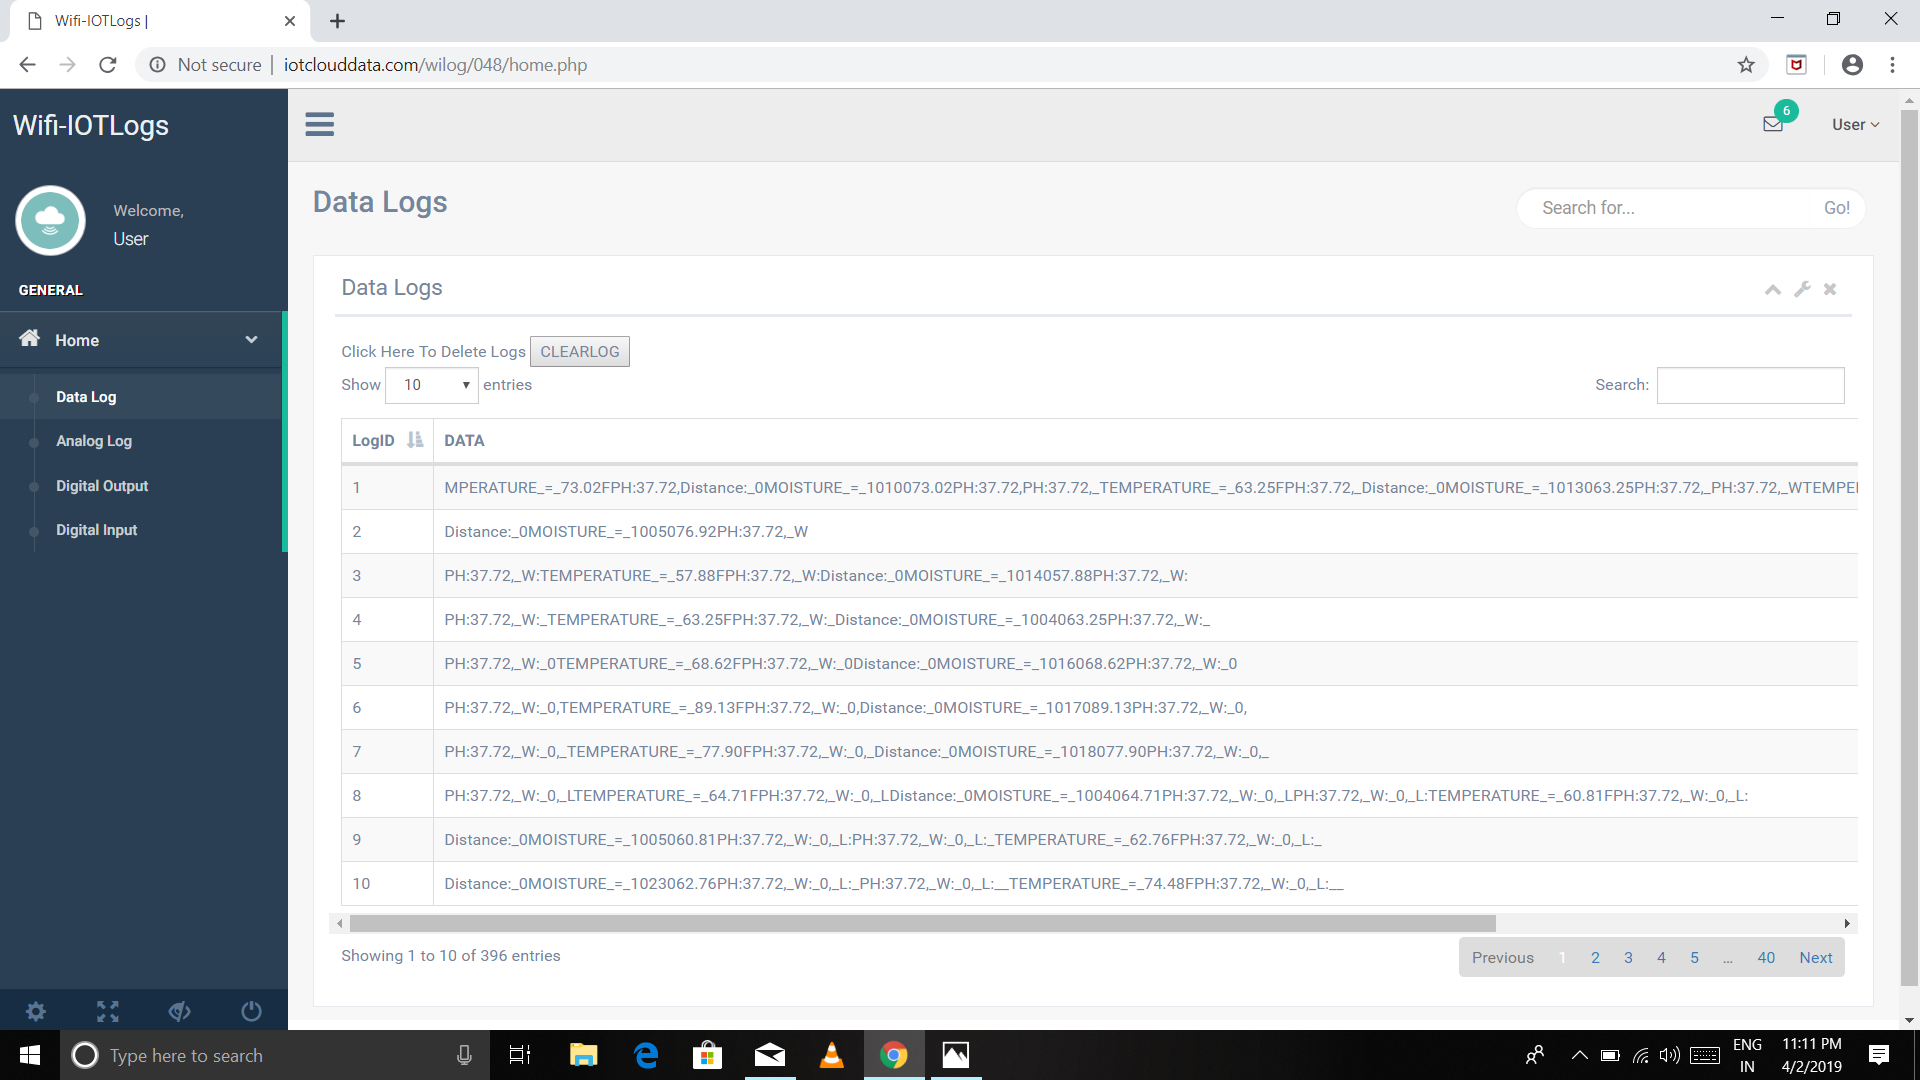 Wifi-IOTLogs |
Not secure | iotclouddata.com/wilog/048/home.php
Wifi-IOTLogs
6
User
Welcome,
User
GENERAL
Home
Data Log
Analog Log
Digital Output
Digital Input
Data Logs
Search for...
Go!
Data Logs
Click Here To Delete Logs CLEARLOG
Show 10 entries
Search:
LogID DATA
1 MPERATURE_=_73.02FPH:37.72,Distance:_0MOISTURE_=_1010073.02PH:37.72,PH:37.72,_TEMPERATURE_=_63.25FPH:37.72,_Distance:_0MOISTURE_=_1013063.25PH:37.72,_PH:37.72,_WTEMPE
2 Distance:_0MOISTURE_=_1005076.92PH:37.72,_W
3 PH:37.72,_W:TEMPERATURE_=_57.88FPH:37.72,_W:Distance:_0MOISTURE_=_1014057.88PH:37.72,_W:
4 PH:37.72,_W:_TEMPERATURE_=_63.25FPH:37.72,_W:_Distance:_0MOISTURE_=_1004063.25PH:37.72,_W:_
5 PH:37.72,_W:_0TEMPERATURE_=_68.62FPH:37.72,_W:_0Distance:_0MOISTURE_=_1016068.62PH:37.72,_W:_0
6 PH:37.72,_W:_0,TEMPERATURE_=_89.13FPH:37.72,_W:_0,Distance:_0MOISTURE_=_1017089.13PH:37.72,_W:_0,
7 PH:37.72,_W:_0,_TEMPERATURE_=_77.90FPH:37.72,_W:_0,_Distance:_0MOISTURE_=_1018077.90PH:37.72,_W:_0,_
8 PH:37.72,_W:_0,_LTEMPERATURE_=_64.71FPH:37.72,_W:_0,_LDistance:_0MOISTURE_=_1004064.71PH:37.72,_W:_0,_LPH:37.72,_W:_0,_L:TEMPERATURE_=_60.81FPH:37.72,_W:_0,_L:
9 Distance:_0MOISTURE_=_1005060.81PH:37.72,_W:_0,_L:PH:37.72,_W:_0,_L:_TEMPERATURE_=_62.76FPH:37.72,_W:_0,_L:_
10 Distance:_0MOISTURE_=_1023062.76PH:37.72,_W:_0,_L:_PH:37.72,_W:_0,_L:__TEMPERATURE_=_74.48FPH:37.72,_W:_0,_L:__
Showing 1 to 10 of 396 entries
Previous 1 2 3 4 5 ... 40 Next
Type here to search
ENG
IN
11:11 PM
4/2/2019